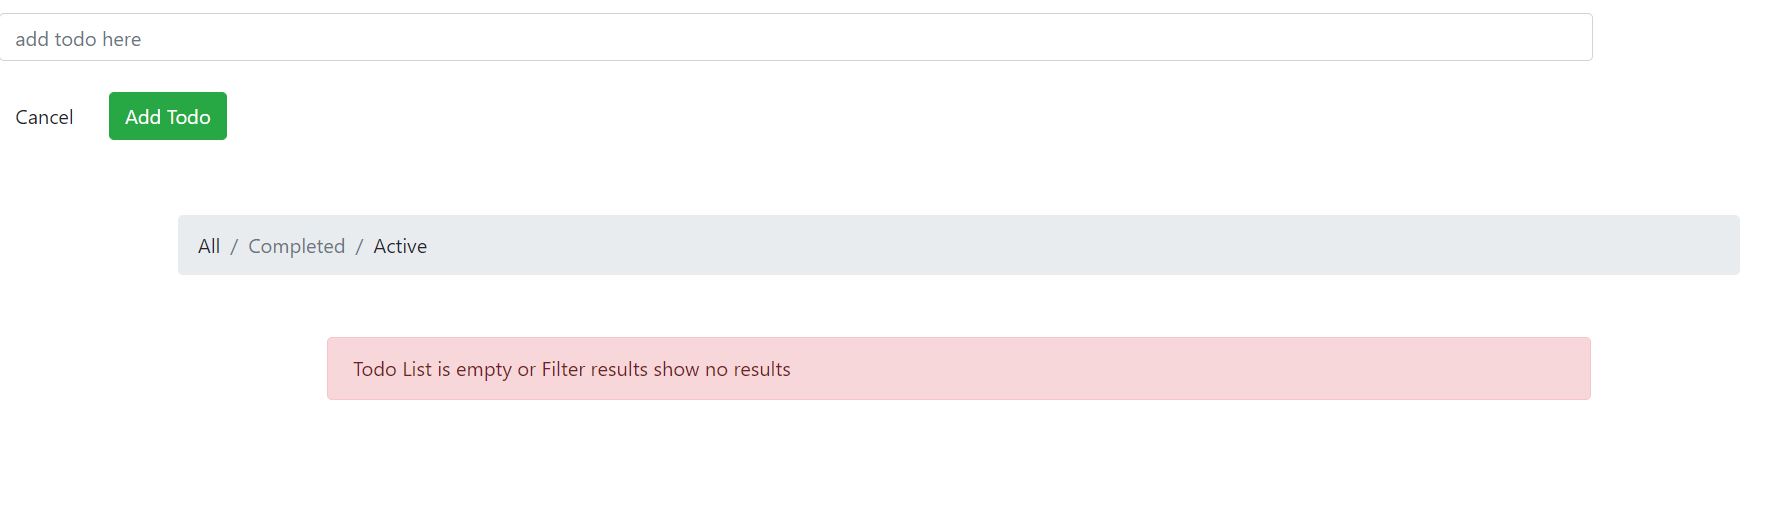 add todo here
Cancel Add Todo
All / Completed / Active
Todo List is empty or Filter results show no results